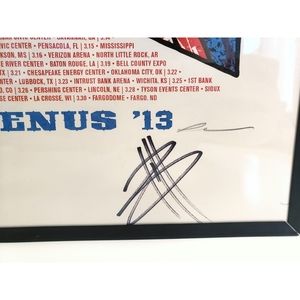 VIC CENTER • PENSACOLA, FL | 3.15 • MISSISSIPPI
KSON, MS | 3.16 • VERIZON ARENA • NORTH LITTLE ROCK, AR
E RIVER CENTER • BATON ROUGE, LA | 3.19 • BELL COUNTY EXPO
TX | 3.21 • CHESAPEAKE ENERGY CENTER • OKLAHOMA CITY, OK • 3.22 •
R • LUBBOCK, TX | 3.23 • INTRUST BANK ARENA • WICHITA, KS | 3.25 • 1ST BANK
D, CO | 3.26 • PERSHING CENTER • LINCOLN, NE | 3.26 • TYSON EVENTS CENTER • SIOUX
SE CENTER • LA CROSSE, WI | 3.30 • FARGODOME • FARGO, ND
ENUS '13